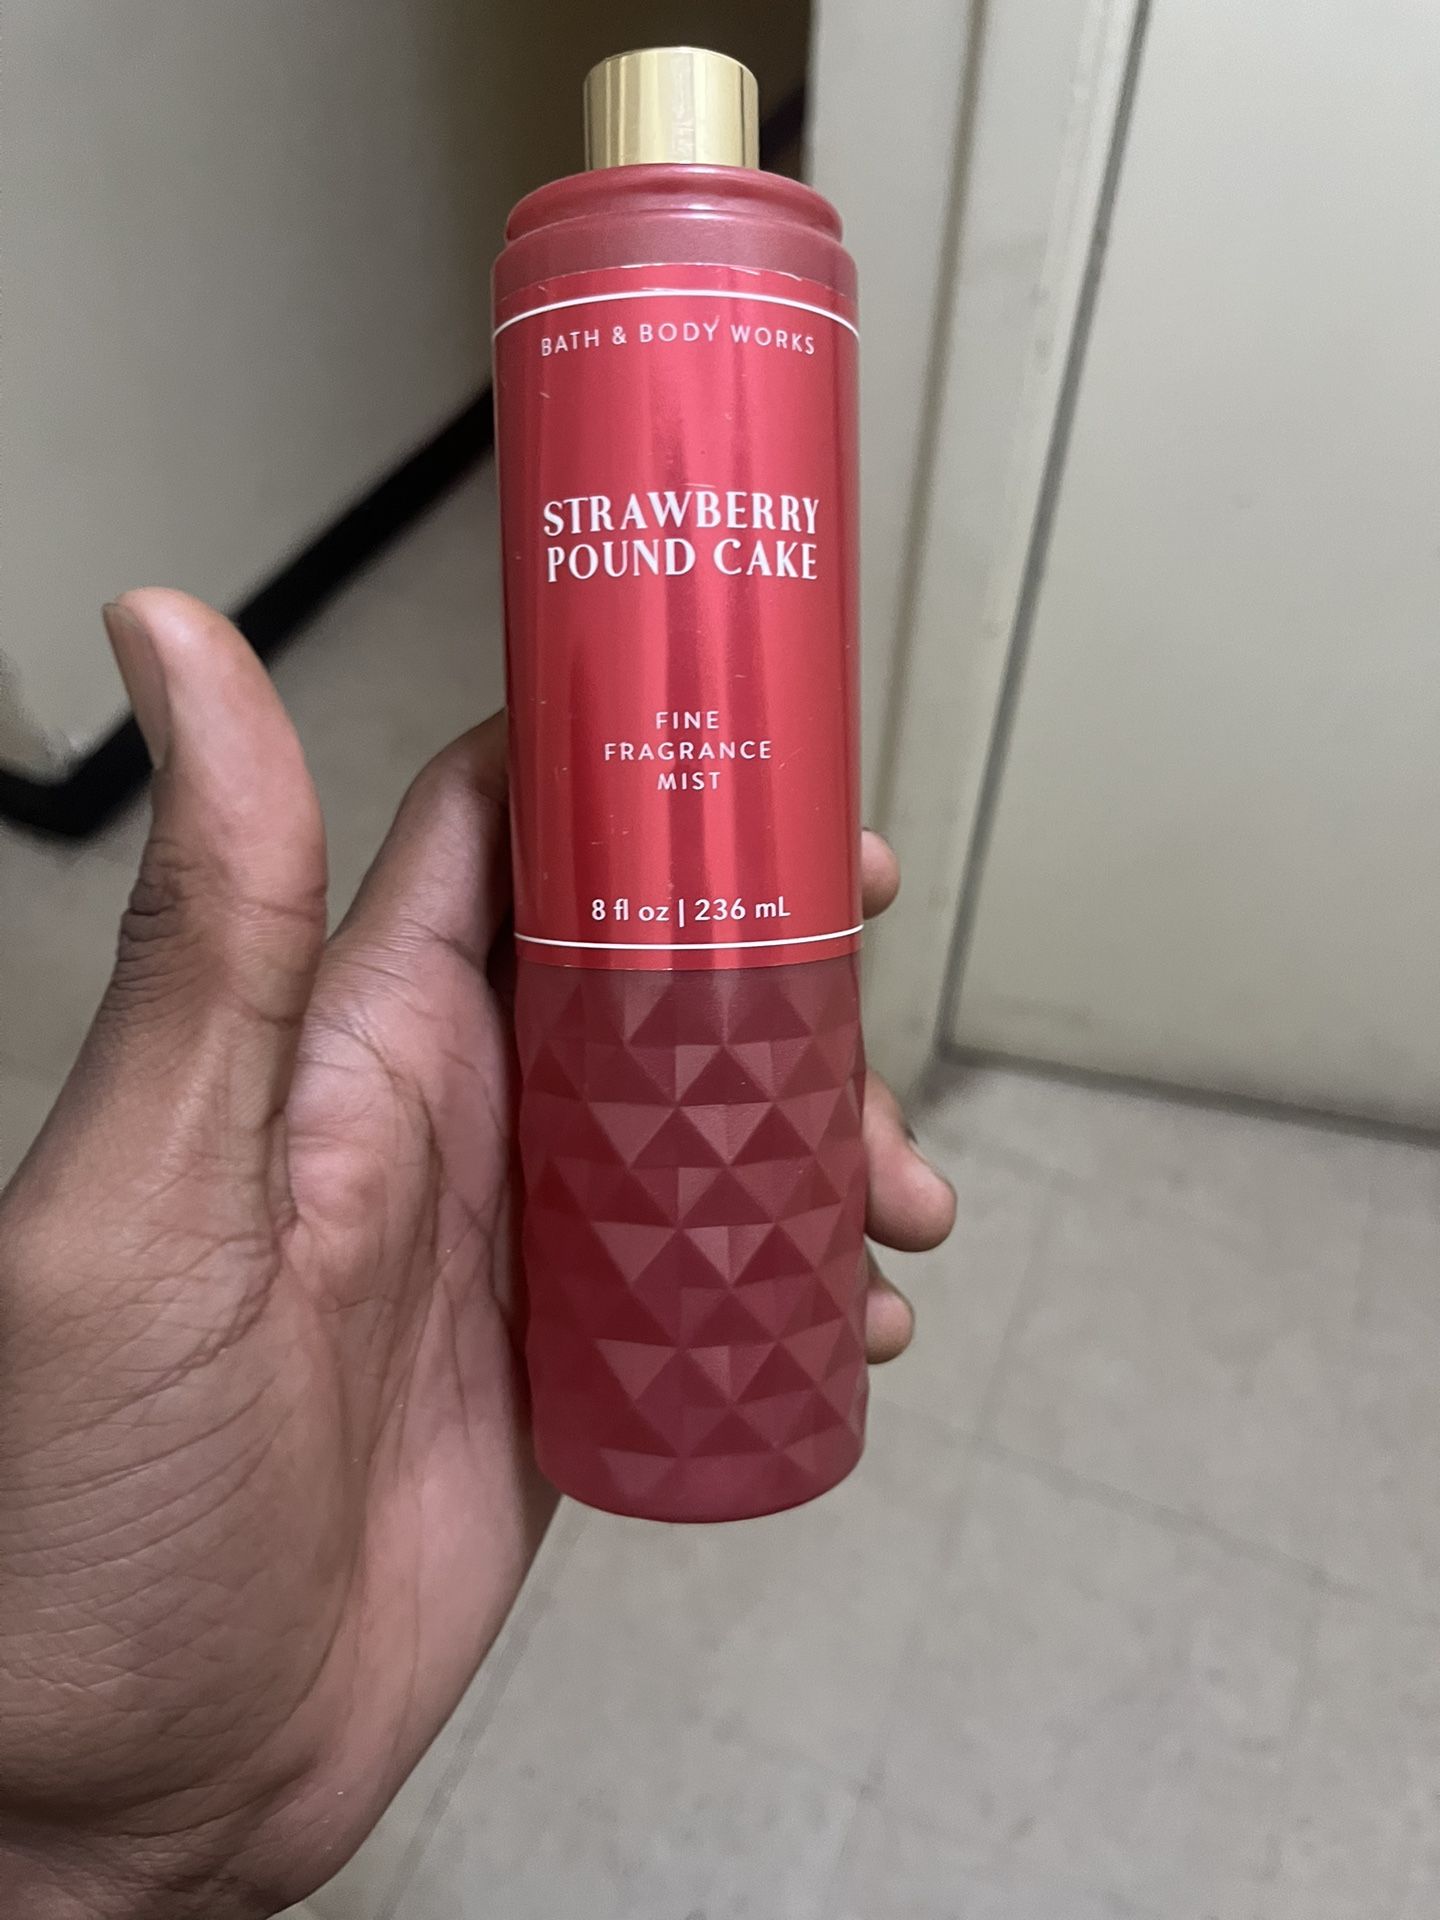 BATH & BODY WORKS
STRAWBERRY
POUND CAKE
FINE
FRAGRANCE
MIST
8 fl oz | 236 mL